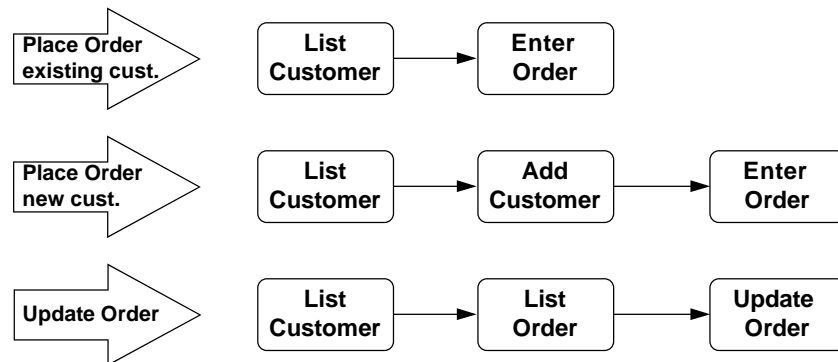 Place Order
existing cust.
List
Customer
Enter
Order
Place Order
new cust.
List
Customer
Add
Customer
Enter
Order
Update Order
List
Customer
List
Order
Update
Order